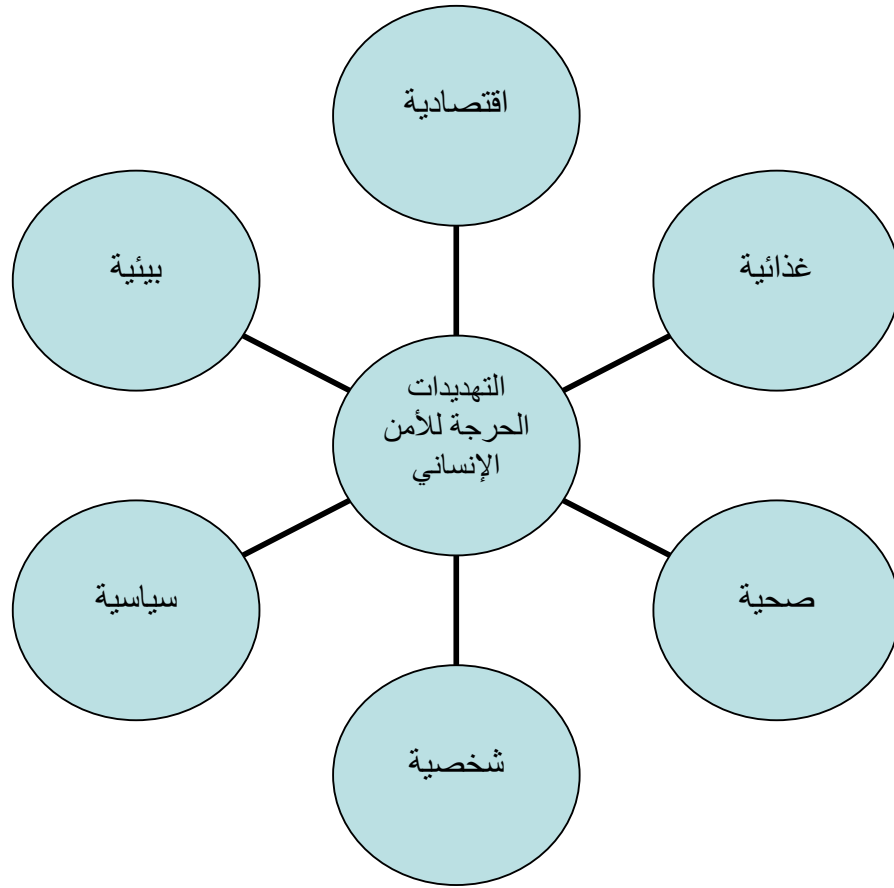 اقتصادية
غذائية
بيئية
التهديدات
الحرجة للأمن
الإنساني
صحية
سياسية
شخصية